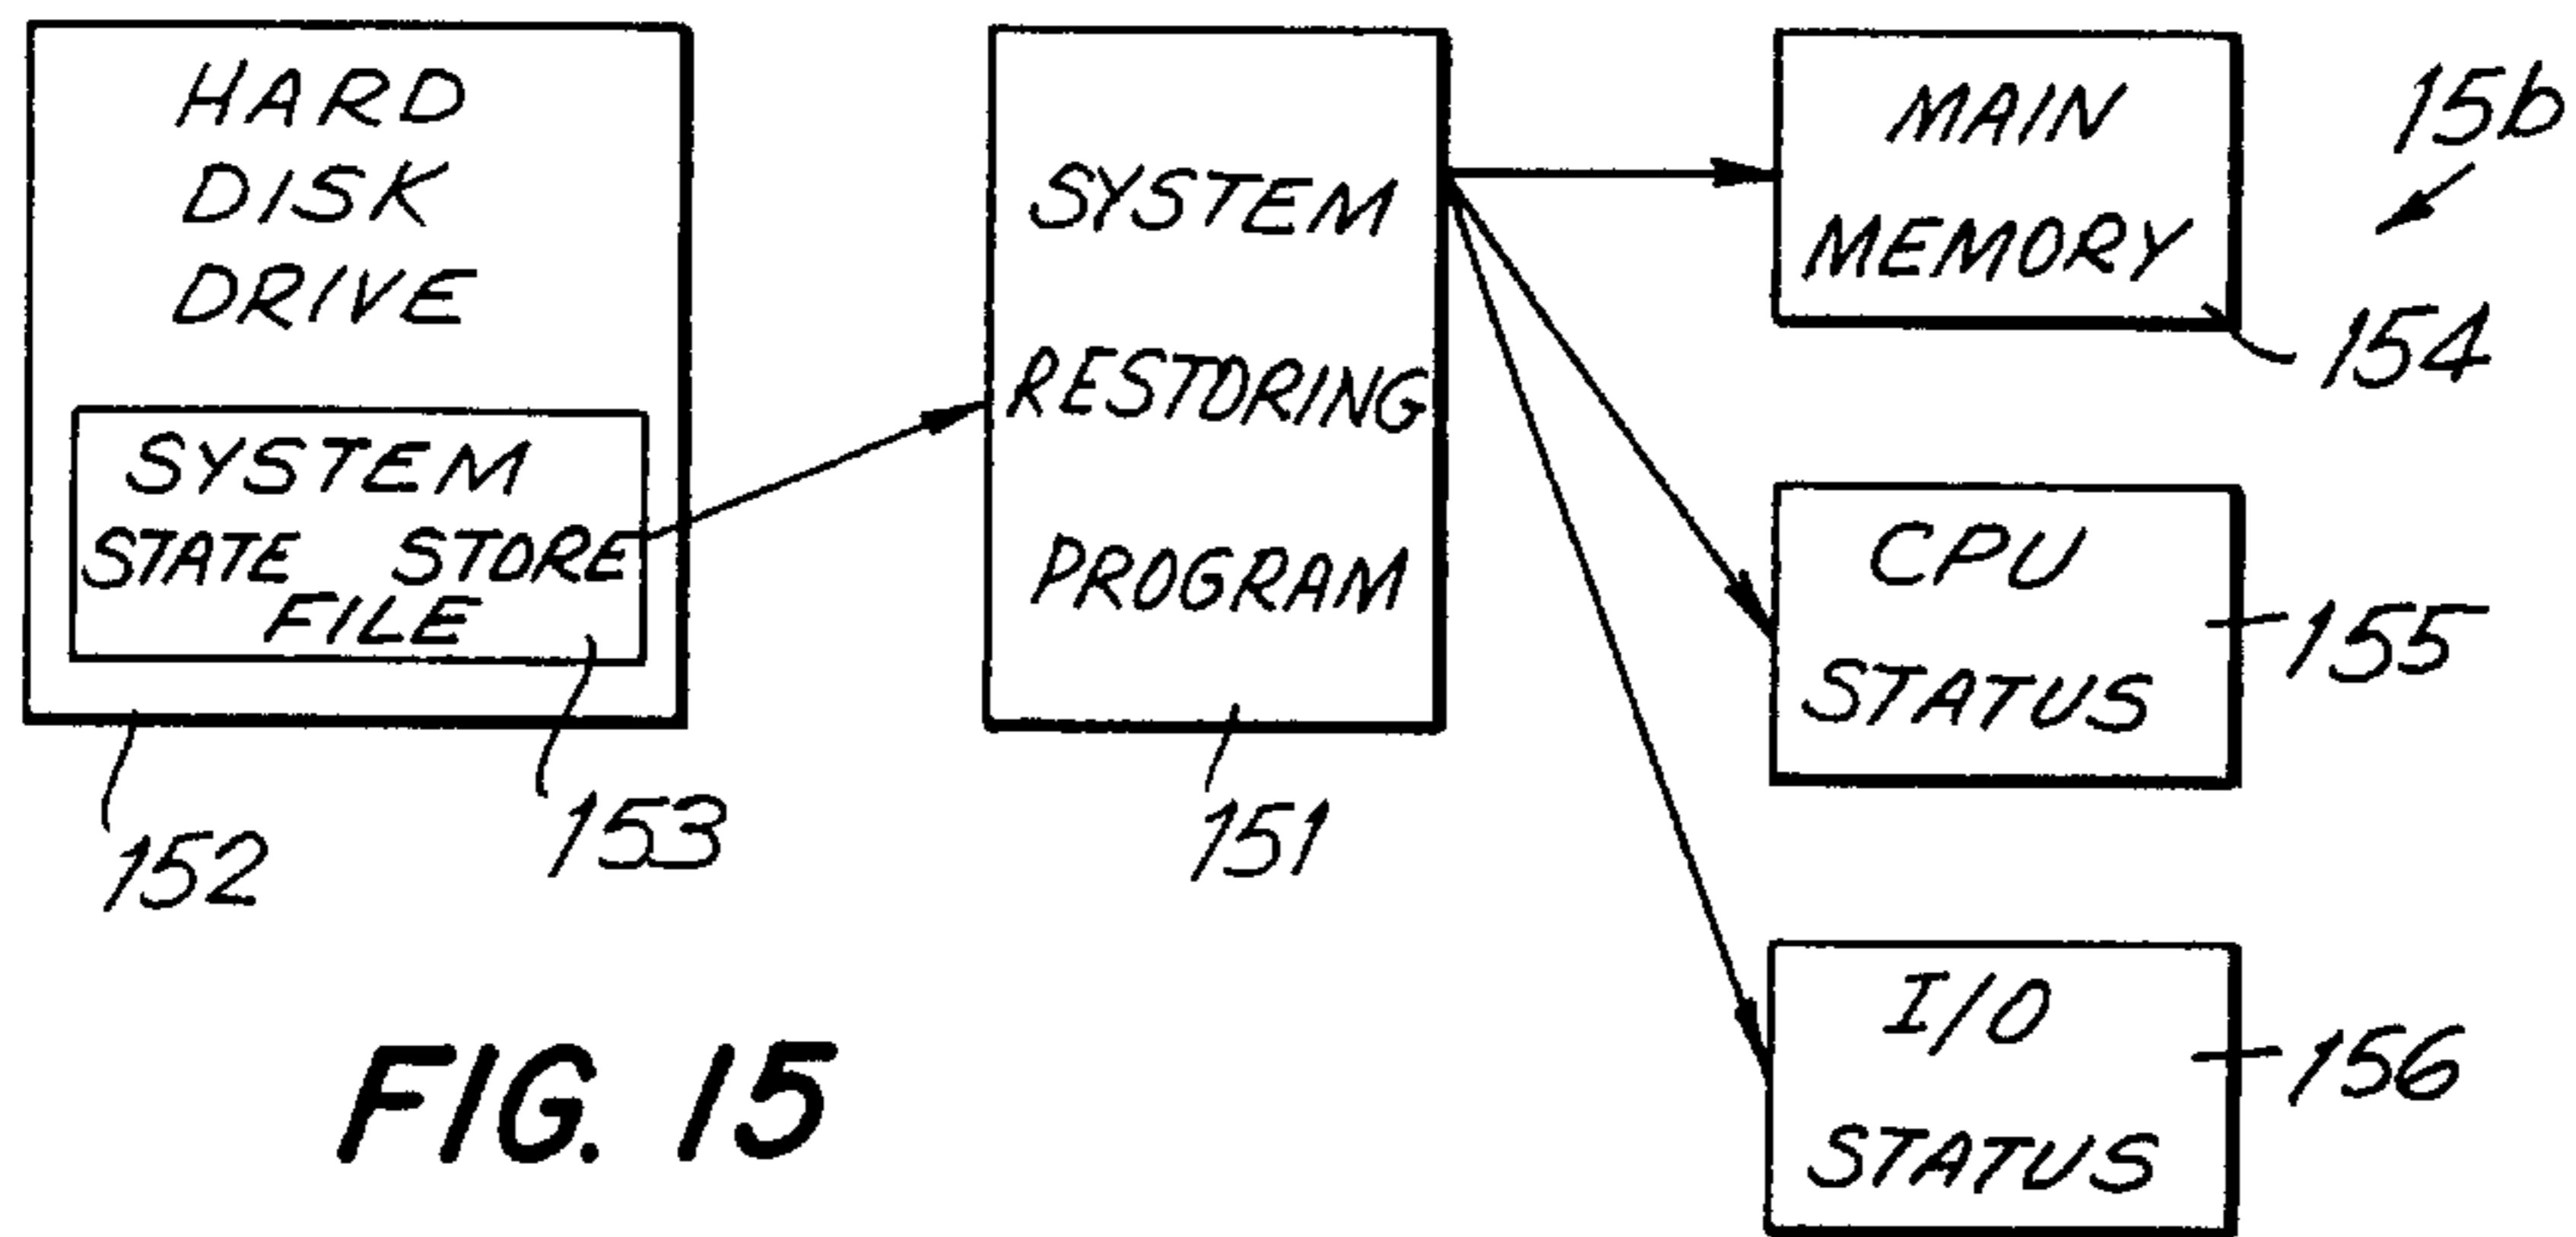 HARD
DISK
DRIVE
SYSTEM
STATE STORE
FILE
152
153
SYSTEM
RESTORING
PROGRAM
151
MAIN
MEMORY
15b
154
CPU
STATUS
155
I/O
STATUS
156
FIG. 15